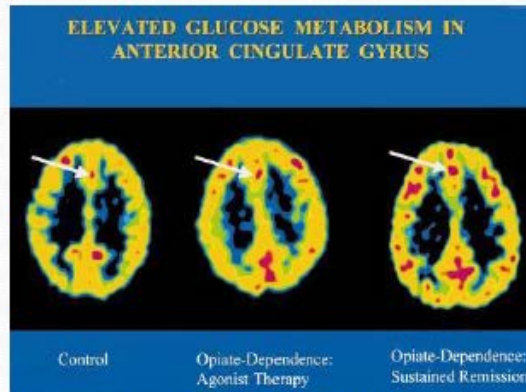 ELEVATED GLUCOSE METABOLISM IN
ANTERIOR CINGULATE GYRUS
Control
Opiate-Dependence:
Agonist Therapy
Opiate-Dependence:
Sustained Remission